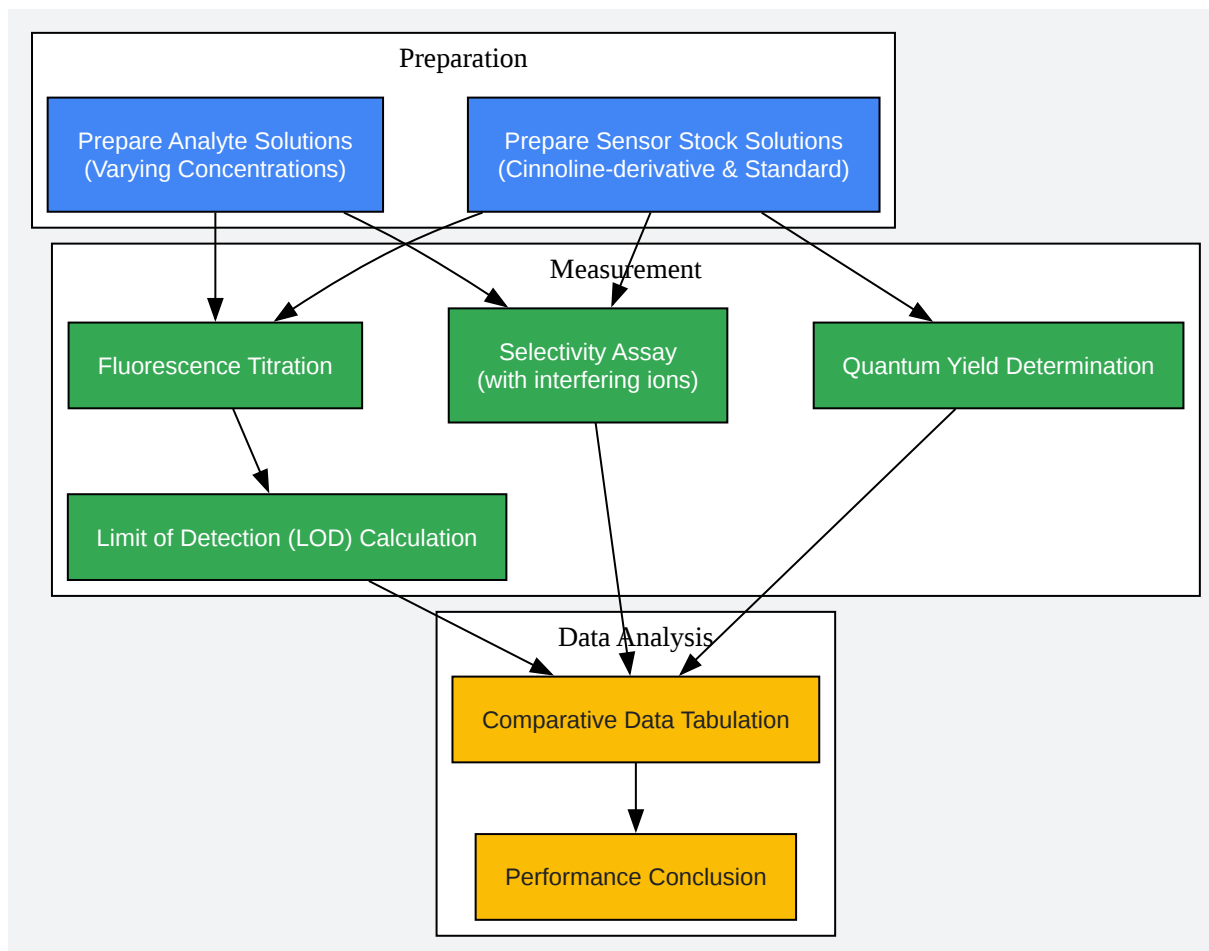 Preparation
Prepare Analyte Solutions
(Varying Concentrations)
Prepare Sensor Stock Solutions
(Cinnoline-derivative & Standard)
Measurement
Fluorescence Titration
Selectivity Assay
(with interfering ions)
Quantum Yield Determination
Limit of Detection (LOD) Calculation
Data Analysis
Comparative Data Tabulation
Performance Conclusion